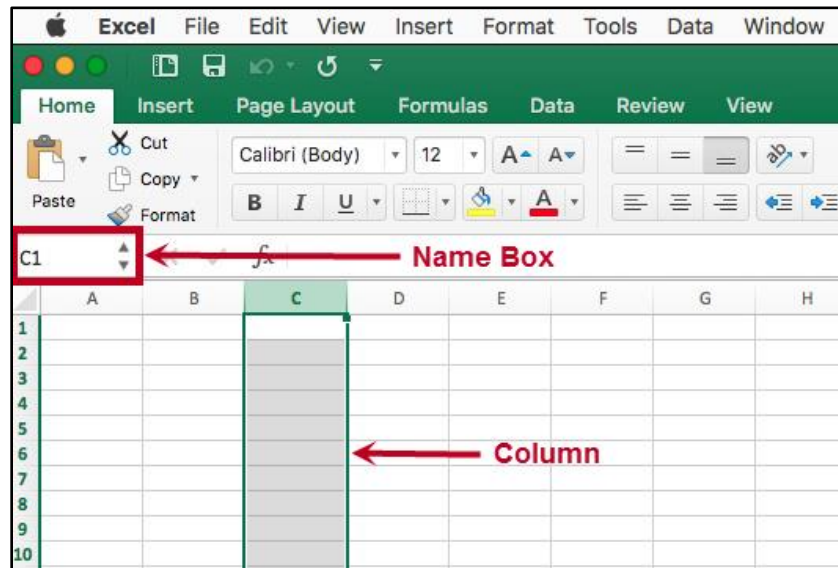 Excel File Edit View Insert Format Tools Data Window
Home Insert Page Layout Formulas Data Review View
Cut
Calibri (Body) 12 A A
Copy
Paste
B I U A
Format
C1 fx Name Box
A B C D E F G H
1
2
3
4
5
6 Column
7
8
9
10